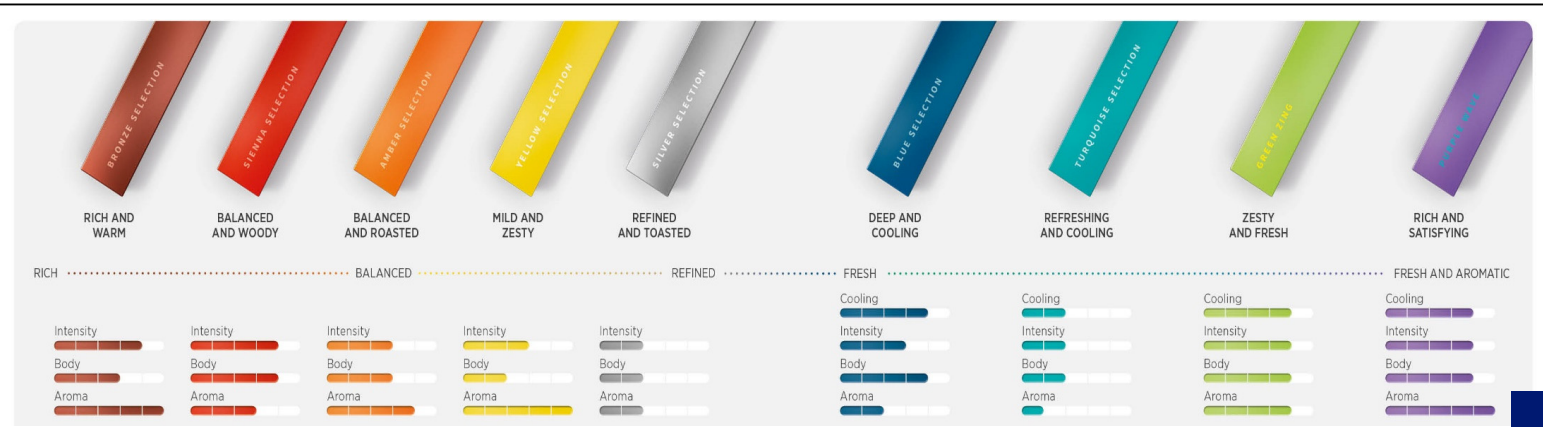 BRONZE SELECTION
SIENNA SELECTION
AMBER SELECTION
YELLOW SELECTION
SILVER SELECTION
BLUE SELECTION
TURQUOISE SELECTION
GREEN ZING
PURPLE
RICH AND
WARM
BALANCED
AND WOODY
BALANCED
AND ROASTED
MILD AND
ZESTY
REFINED
AND TOASTED
DEEP AND
COOLING
REFRESHING
AND COOLING
ZESTY
AND FRESH
RICH AND
SATISFYING
RICH BALANCED REFINED FRESH FRESH AND AROMATIC
Cooling Cooling Cooling Cooling
Intensity Intensity Intensity Intensity Intensity Intensity Intensity Intensity Intensity
Body Body Body Body Body Body Body Body Body
Aroma Aroma Aroma Aroma Aroma Aroma Aroma Aroma Aroma